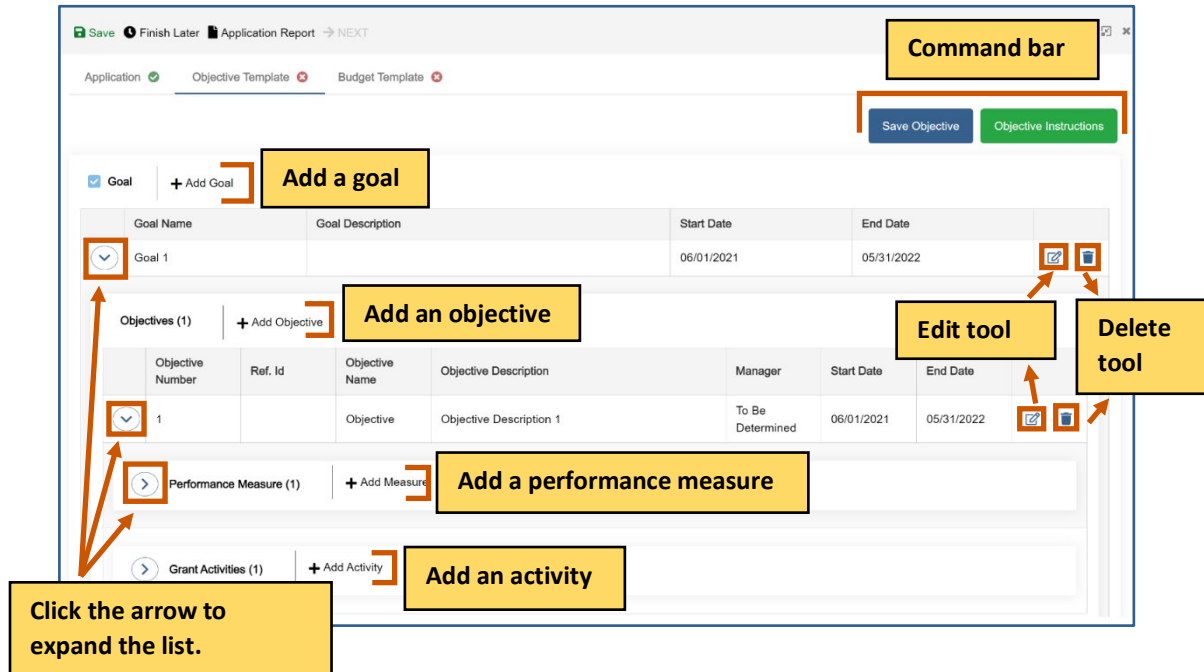 Save Finish Later Application Report NEXT
Command bar
Application Objective Template Budget Template
Save Objective Objective Instructions
Goal + Add Goal
Add a goal
Goal Name Goal Description Start Date End Date
Goal 1 06/01/2021 05/31/2022
Objectives (1) + Add Objective
Add an objective
Edit tool
Delete
tool
Objective
Number
Ref. Id
Objective
Name
Objective Description
Manager
Start Date
End Date
1 Objective Objective Description 1
To Be
Determined
06/01/2021 05/31/2022
Performance Measure (1) + Add Measure
Add a performance measure
Grant Activities (1) + Add Activity
Add an activity
Click the arrow to
expand the list.